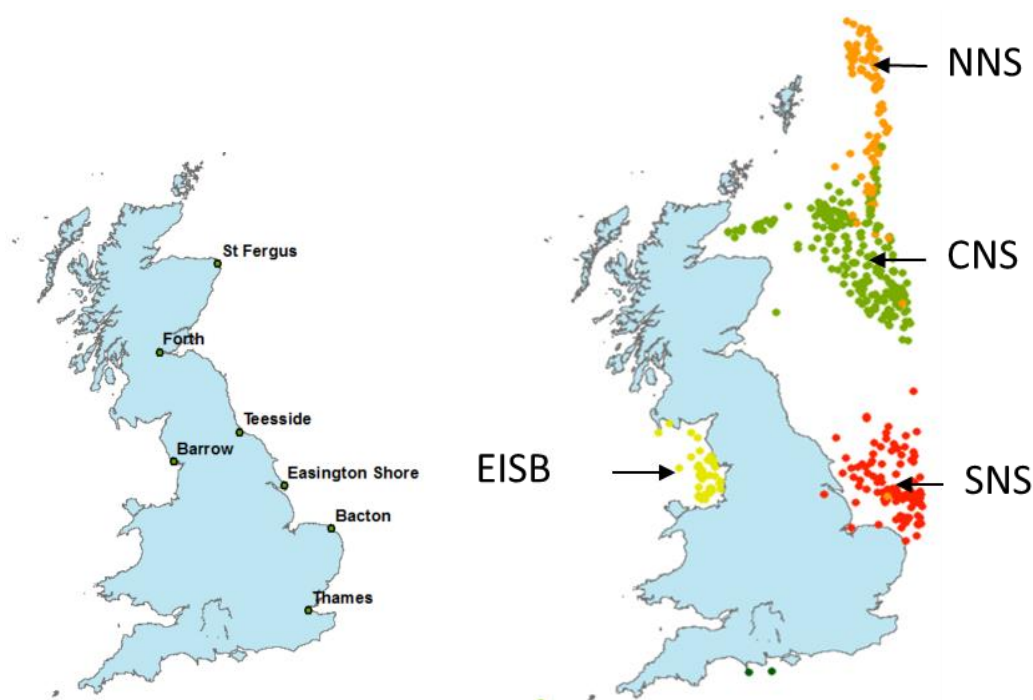 St Fergus
Forth
Teesside
Barrow
Easington Shore
Bacton
Thames
NNS
CNS
EISB
SNS